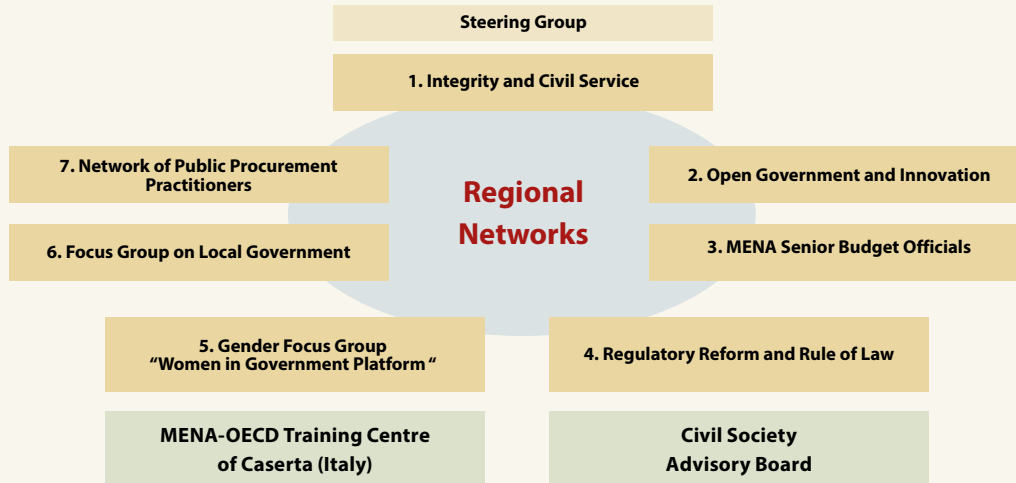 Steering Group
1. Integrity and Civil Service
7. Network of Public Procurement
Practitioners
2. Open Government and Innovation
Regional
Networks
6. Focus Group on Local Government
3. MENA Senior Budget Officials
5. Gender Focus Group
“Women in Government Platform “
4. Regulatory Reform and Rule of Law
MENA-OECD Training Centre
of Caserta (Italy)
Civil Society
Advisory Board